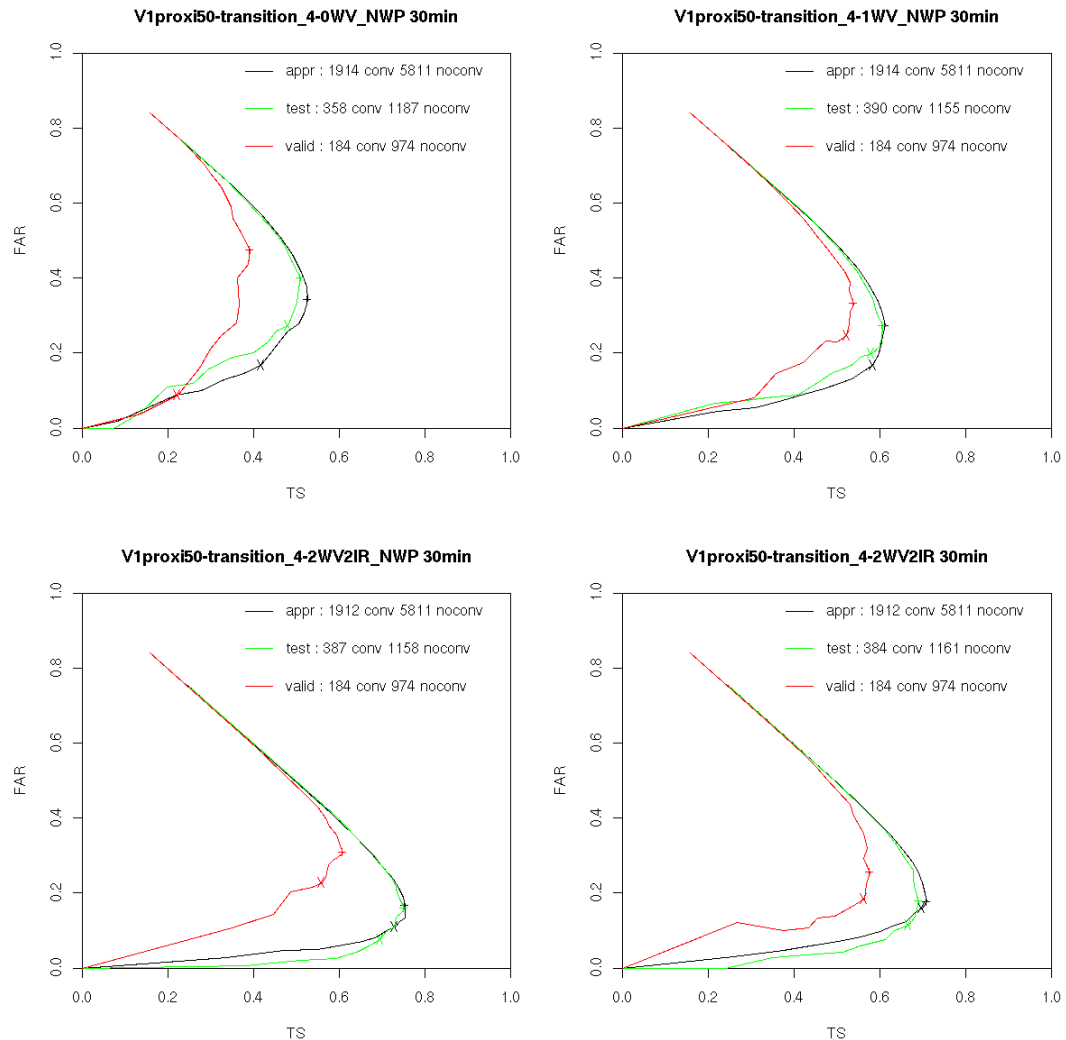 V1proxi50-transition_4-0WV_NWP 30min
appr : 1914 conv 5811 noconv
test : 358 conv 1187 noconv
valid : 184 conv 974 noconv
FAR
1.0
0.8
0.6
0.4
0.2
0.0
0.0 0.2 0.4 0.6 0.8 1.0
TS
V1proxi50-transition_4-1WV_NWP 30min
appr : 1914 conv 5811 noconv
test : 390 conv 1155 noconv
valid : 184 conv 974 noconv
FAR
1.0
0.8
0.6
0.4
0.2
0.0
0.0 0.2 0.4 0.6 0.8 1.0
TS
V1proxi50-transition_4-2WV2IR_NWP 30min
appr : 1912 conv 5811 noconv
test : 387 conv 1158 noconv
valid : 184 conv 974 noconv
FAR
1.0
0.8
0.6
0.4
0.2
0.0
0.0 0.2 0.4 0.6 0.8 1.0
TS
V1proxi50-transition_4-2WV2IR 30min
appr : 1912 conv 5811 noconv
test : 384 conv 1161 noconv
valid : 184 conv 974 noconv
FAR
1.0
0.8
0.6
0.4
0.2
0.0
0.0 0.2 0.4 0.6 0.8 1.0
TS